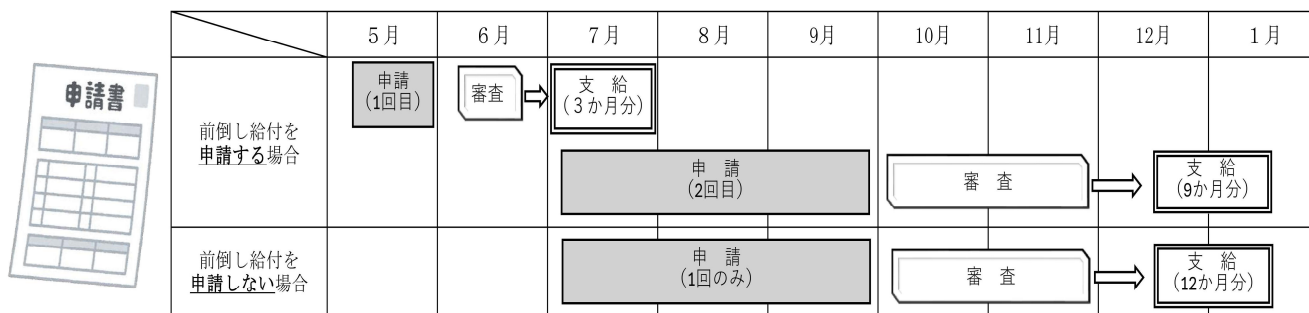 5月 6月 7月 8月 9月 10月 11月 12月 1月
申請書
前倒し給付を
申請する場合
申請
(1回目)
審査
支 給
(3か月分)
申 請
(2回目)
審 査
支 給
(9か月分)
前倒し給付を
申請しない場合
申 請
(1回のみ)
審 査
支 給
(12か月分)